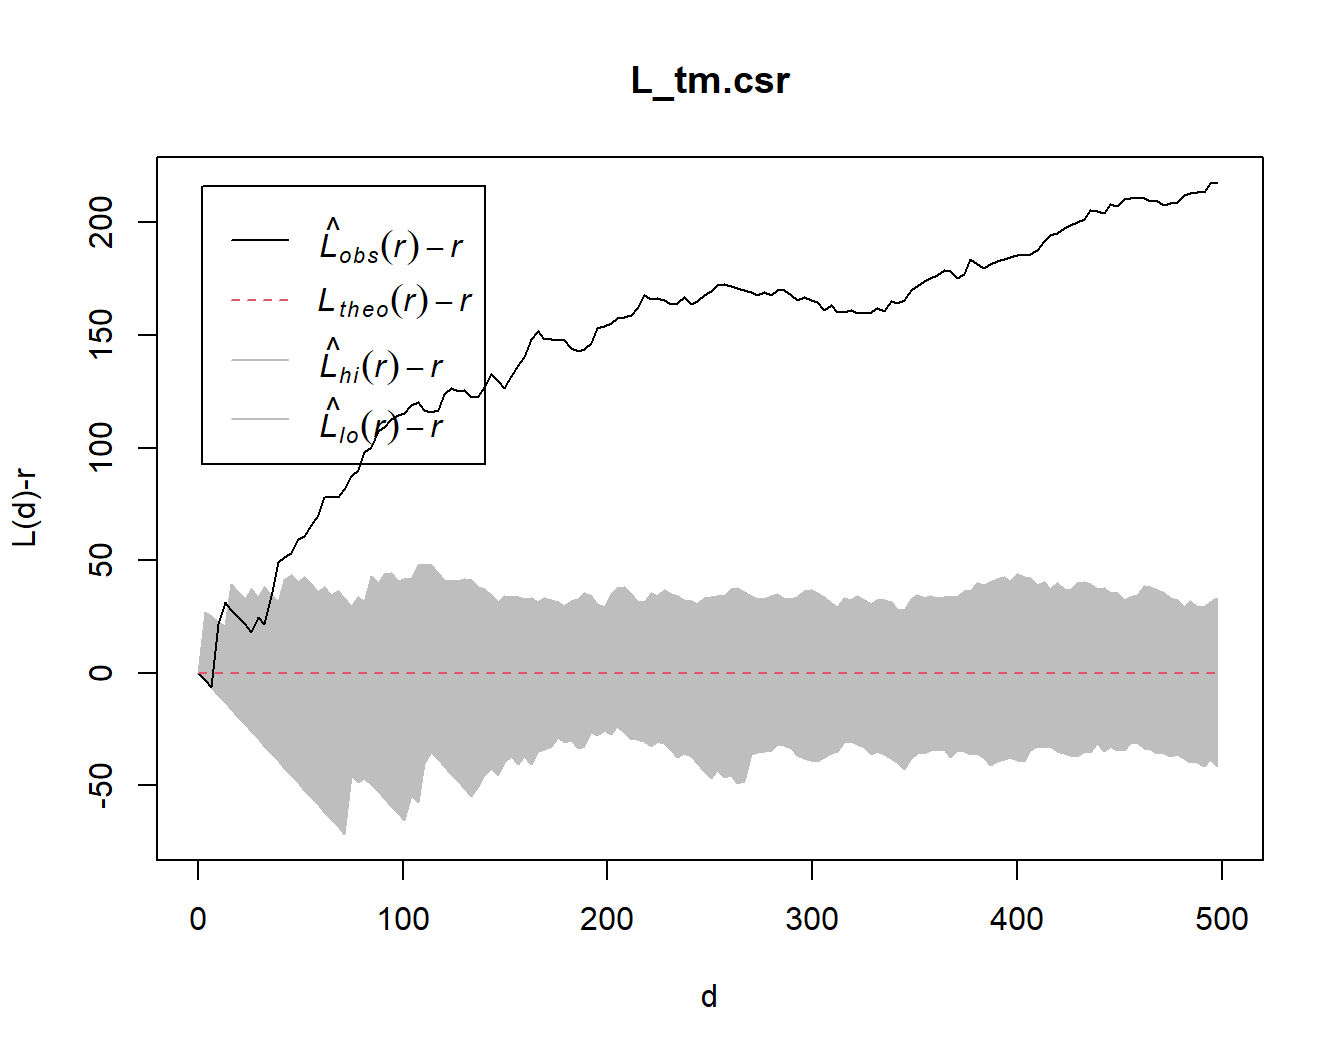 L_tm.csr
L̂obs(r) − r
Ltheo(r) − r
L̂hi(r) − r
L̂lo(r) − r
L(d)-r
200
150
100
50
0
-50
0 100 200 300 400 500
d